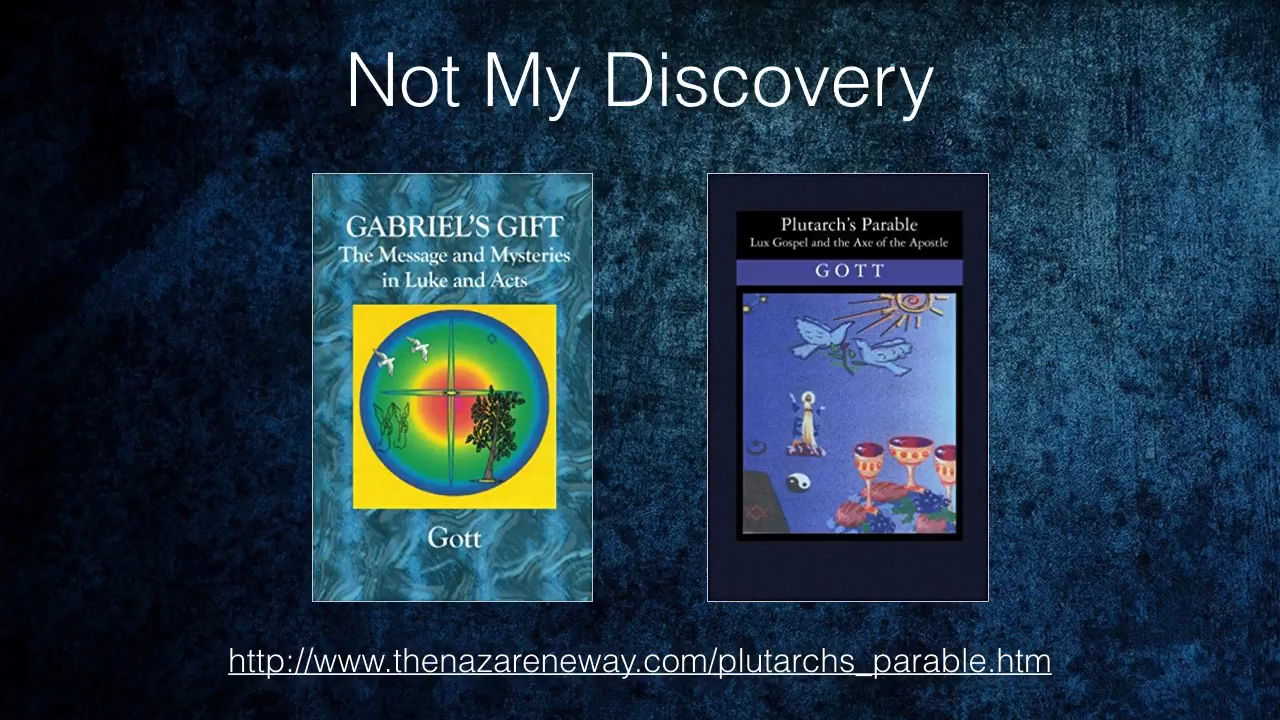 Not My Discovery
GABRIEL'S GIFT
The Message and Mysteries
in Luke and Acts
Gott
Plutarch's Parable
Lux Gospel and the Axe of the Apostle
GOTT
http://www.thenazareneway.com/plutarchs_parable.htm